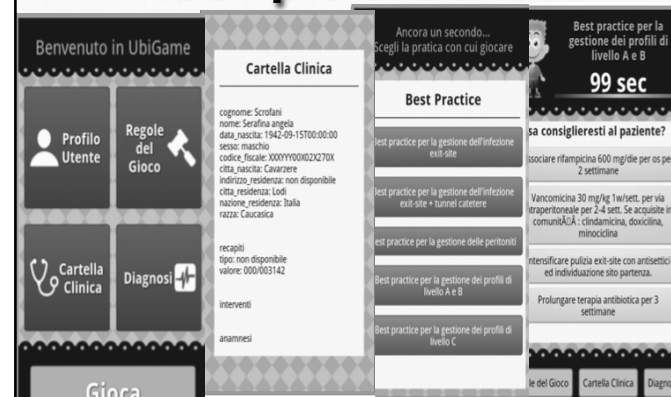 Benvenuto in UbiGame
Profilo
Utente
Regole
del
Gioco
Cartella
Clinica
Diagnosi
Gioca
Cartella Clinica
cognome: Scrofani
nome: Serafina angela
data_nascita: 1942-09-15T00:00:00
sesso: maschio
codice_fiscale: XXXYYY00X02X270X
citta_nascita: Cavarzere
indirizzo_residenza: non disponibile
citta_residenza: Lodi
nazione_residenza: Italia
razza: Caucasica
recapiti
tipo: non disponibile
valore: 000/003142
interventi
anamnesi
Ancora un secondo...
Scegli la pratica con cui giocare
Best Practice
Best practice per la gestione dell'infezione
exit-site
Best practice per la gestione dell'infezione
exit-site + tunnel catetere
Best practice per la gestione delle peritoniti
Best practice per la gestione dei profili di
livello A e B
Best practice per la gestione dei profili di
livello C
Best practice per la
gestione dei profili di
livello A e B
99 sec
sa consiglieresti al paziente?
ssociare rifampicina 600 mg/die per os pe
2 settimane
Vancomicina 30 mg/kg 1w/sett. per via
traperitoneale per 2-4 sett. Se acquisite in
: clindamicina, doxicilina,
minociclina
ntensificare pulizia exit-site con antisettici
ed individuazione sito partenza.
Prolungare terapia antibiotica per 3
settimane
le del Gioco
Cartella Clinica
Diagno